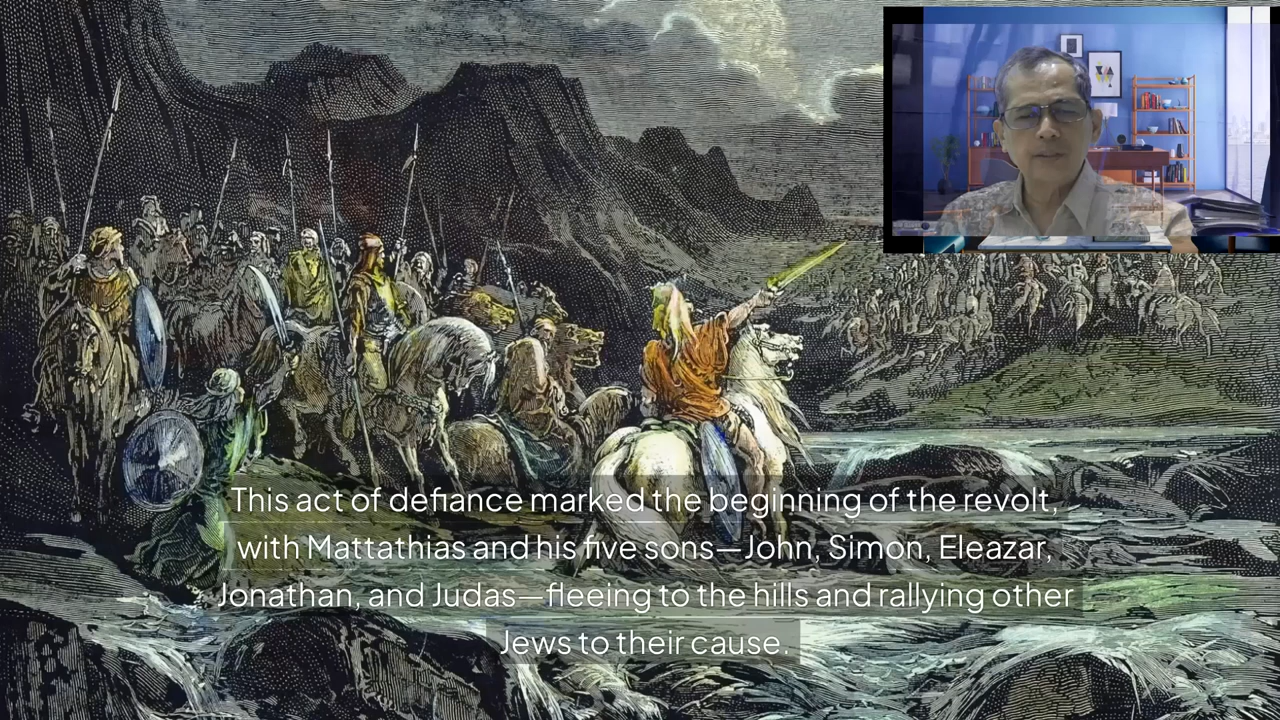 This act of defiance marked the beginning of the revolt,
with Mattathias and his five sons—John, Simon, Eleazar,
Jonathan, and Judas—fleeing to the hills and rallying other
Jews to their cause.